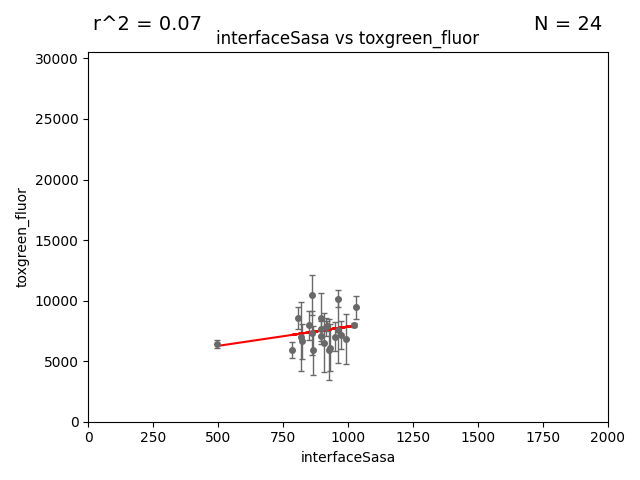 r^2 = 0.07
N = 24
interfaceSasa vs toxgreen_fluor
30000
25000
20000
15000
10000
5000
0
toxgreen_fluor
0 250 500 750 1000 1250 1500 1750 2000
interfaceSasa